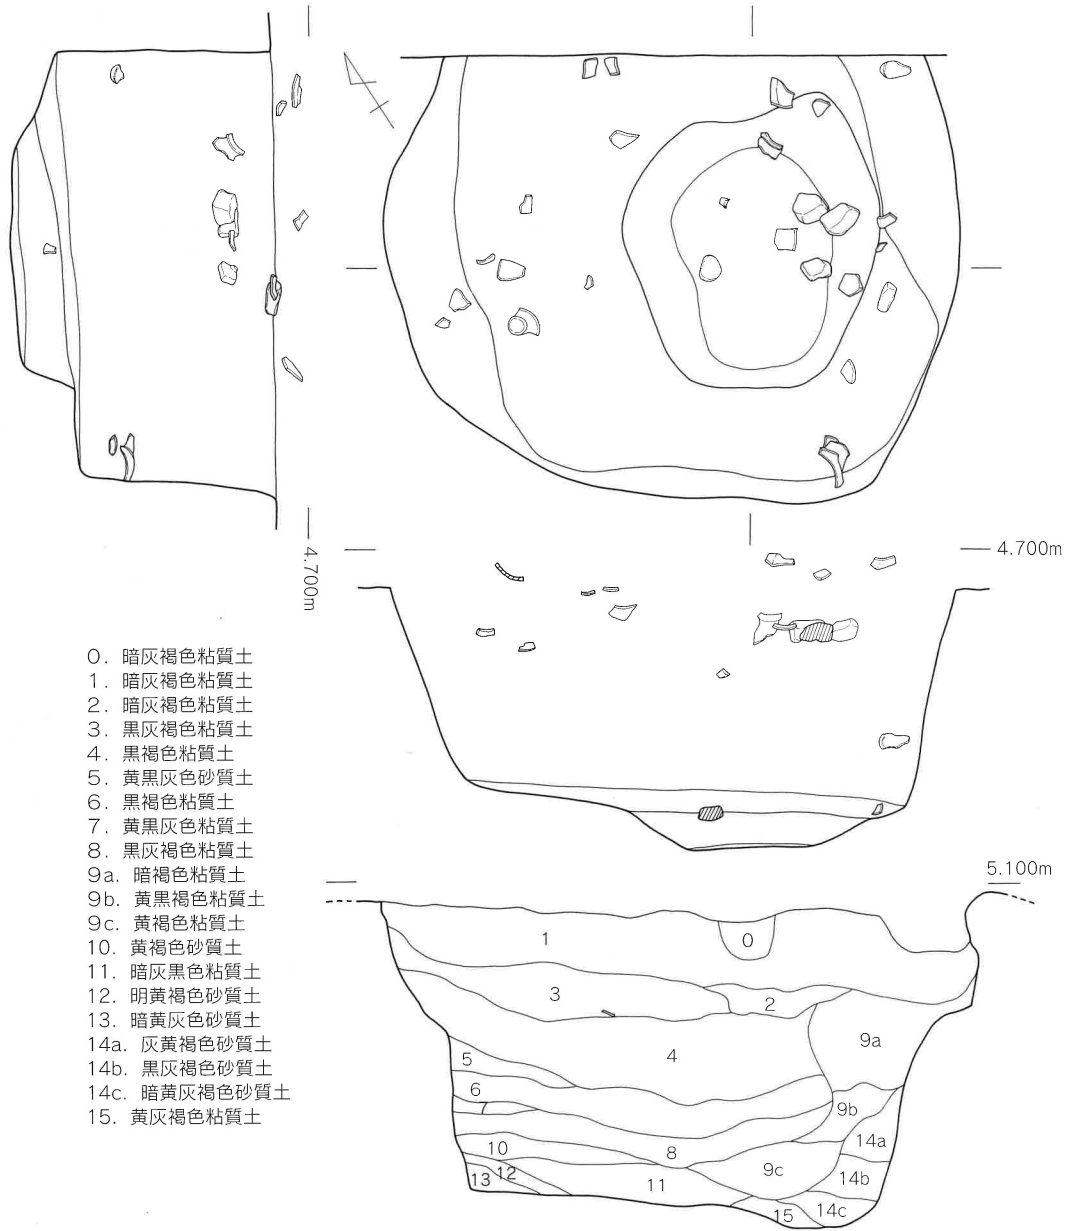 4.700m
4.700m
0. 暗灰褐色粘質土
1. 暗灰褐色粘質土
2. 暗灰褐色粘質土
3. 黒灰褐色粘質土
4. 黒褐色粘質土
5. 黄黒灰色砂質土
6. 黒褐色粘質土
7. 黄黒灰色粘質土
8. 黒灰褐色粘質土
9a. 暗褐色粘質土
9b. 黄黒褐色粘質土
9c. 黄褐色粘質土
10. 黄褐色砂質土
11. 暗灰黒色粘質土
12. 明黄褐色砂質土
13. 暗黄灰色砂質土
14a. 灰黄褐色砂質土
14b. 黒灰褐色砂質土
14c. 暗黄灰褐色砂質土
15. 黄灰褐色粘質土
5.100m
1
0
3
2
4
9a
5
6
9b
14a
10
8
9c
13
12
11
14b
15
14c